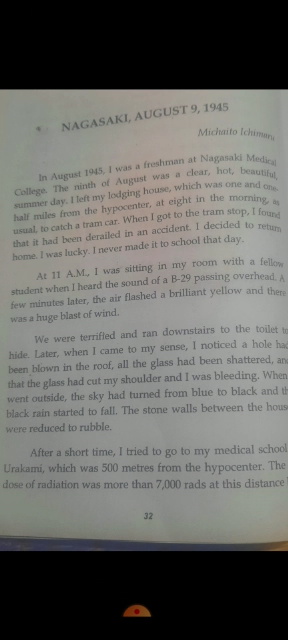 NAGASAKI, AUGUST 9, 1945
Michaito Ichimaru
In August 1945, I was a freshman at Nagasaki Medical
College. The ninth of August was a clear, hot, beautiful,
summer day. I left my lodging house, which was one and one-
half miles from the hypocenter, at eight in the morning, as
usual, to catch a tram car. When I got to the tram stop, I found
that it had been derailed in an accident. I decided to return
home. I was lucky. I never made it to school that day.
At 11 A.M., I was sitting in my room with a fellow
student when I heard the sound of a B-29 passing overhead. A
few minutes later, the air flashed a brilliant yellow and there
was a huge blast of wind.
We were terrified and ran downstairs to the toilet to
hide. Later, when I came to my sense, I noticed a hole had
been blown in the roof, all the glass had been shattered, and
that the glass had cut my shoulder and I was bleeding. When
went outside, the sky had turned from blue to black and th
black rain started to fall. The stone walls between the hous
were reduced to rubble.
After a short time, I tried to go to my medical school
Urakami, which was 500 metres from the hypocenter. The
dose of radiation was more than 7,000 rads at this distance
32